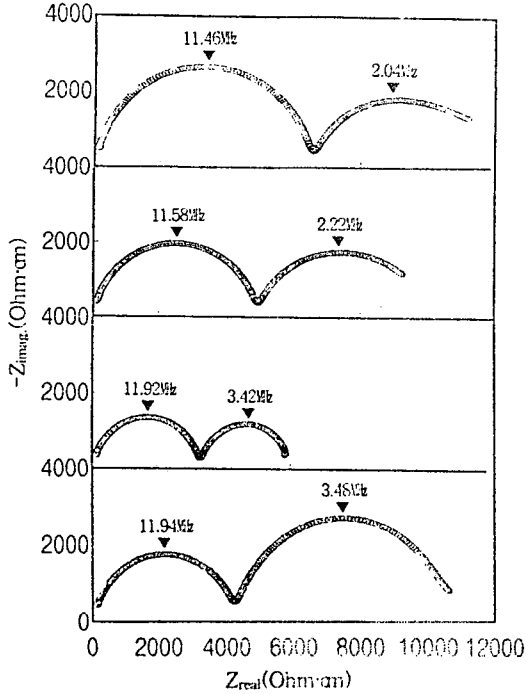 4000
11.46MHz
2.04MHz
2000
4000
11.58MHz
2.22MHz
2000
4000
-Zimag.(Ohm·cm)
11.92MHz
3.42MHz
2000
4000
3.48MHz
11.94MHz
2000
0
0 2000 4000 6000 8000 10000 12000
Zreal(Ohm·cm)